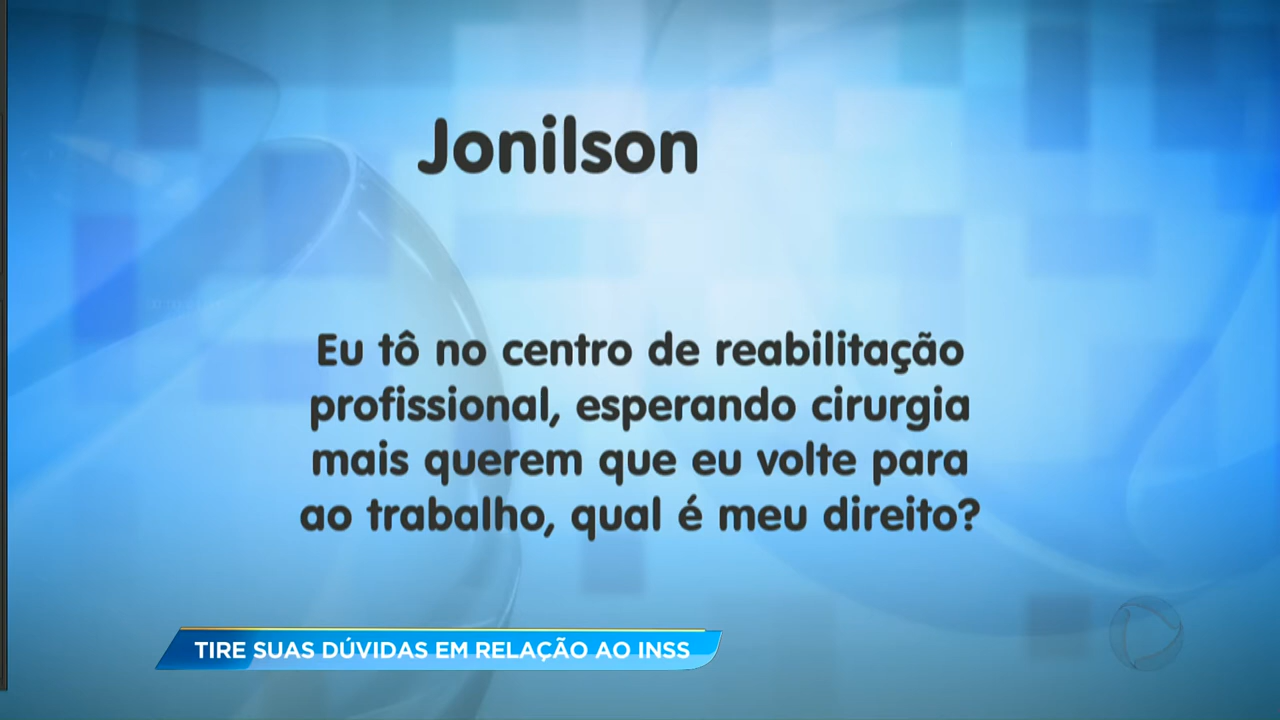 Jonilson
Eu tô no centro de reabilitação
profissional, esperando cirurgia
mais querem que eu volte para
ao trabalho, qual é meu direito?
TIRE SUAS DÚVIDAS EM RELAÇÃO AO INSS